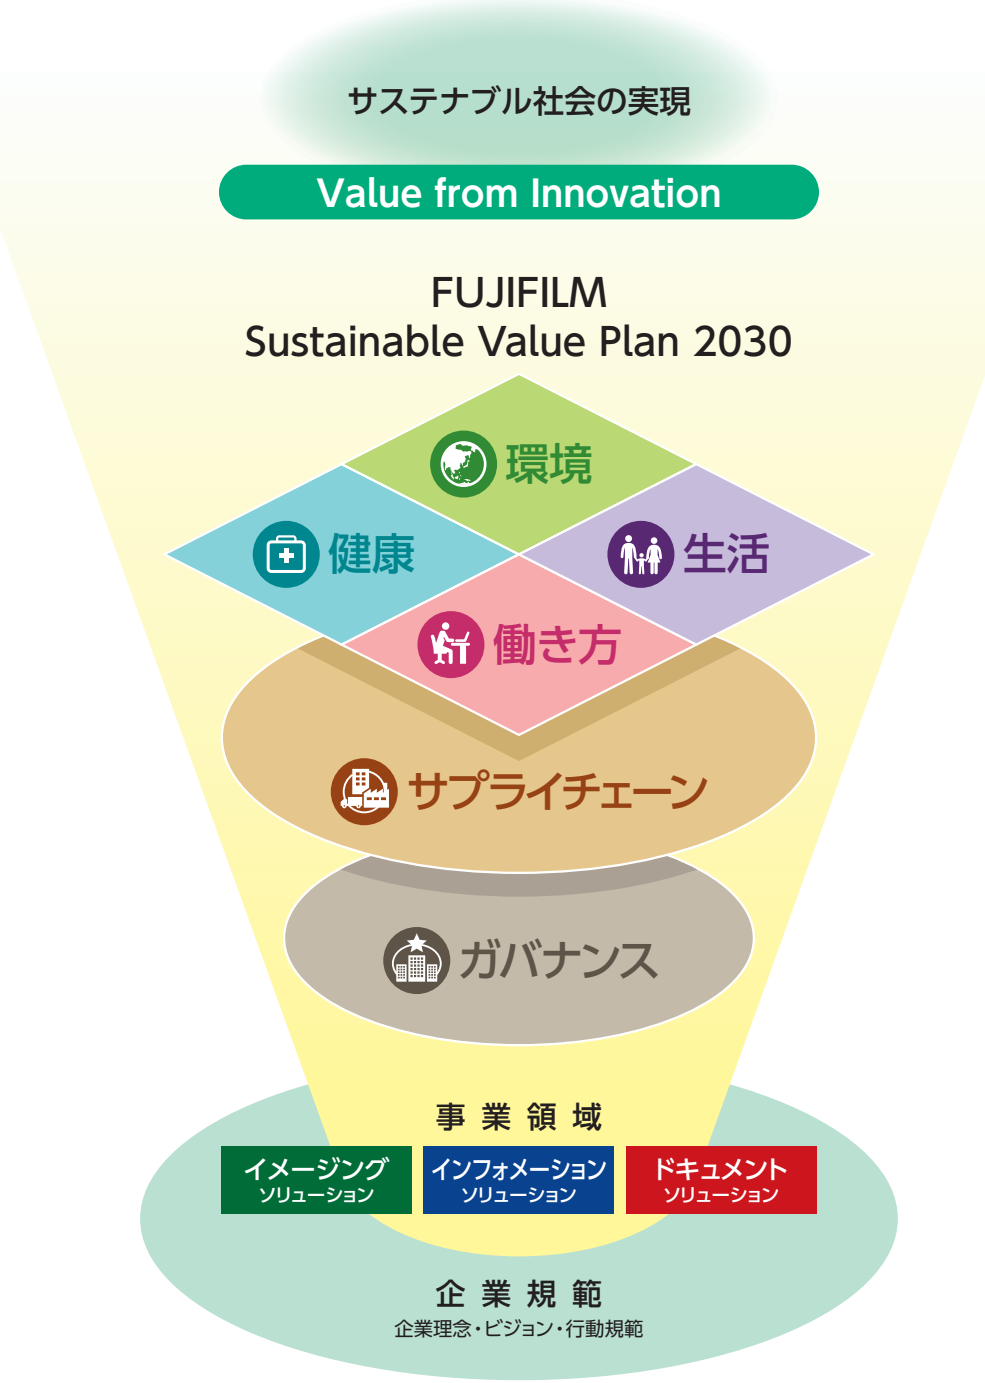 サステナブル社会の実現
Value from Innovation
FUJIFILM
Sustainable Value Plan 2030
環境
健康
生活
働き方
サプライチェーン
ガバナンス
事業領域
イメージング
ソリューション
インフォメーション
ソリューション
ドキュメント
ソリューション
企業規範
企業理念・ビジョン・行動規範